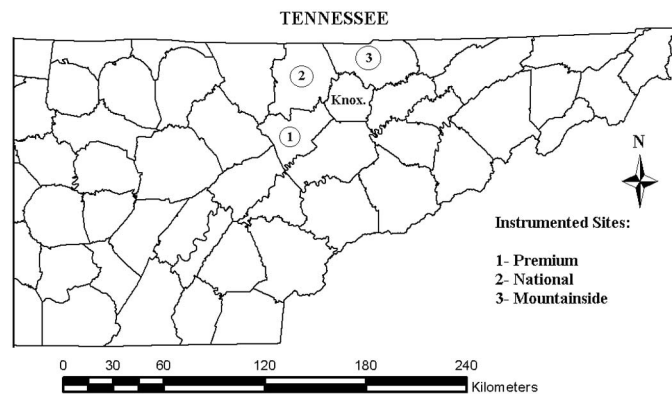 TENNESSEE
3
2
Knox.
1
N
Instrumented Sites:
1- Premium
2- National
3- Mountainside
0 30 60 120 180 240
Kilometers